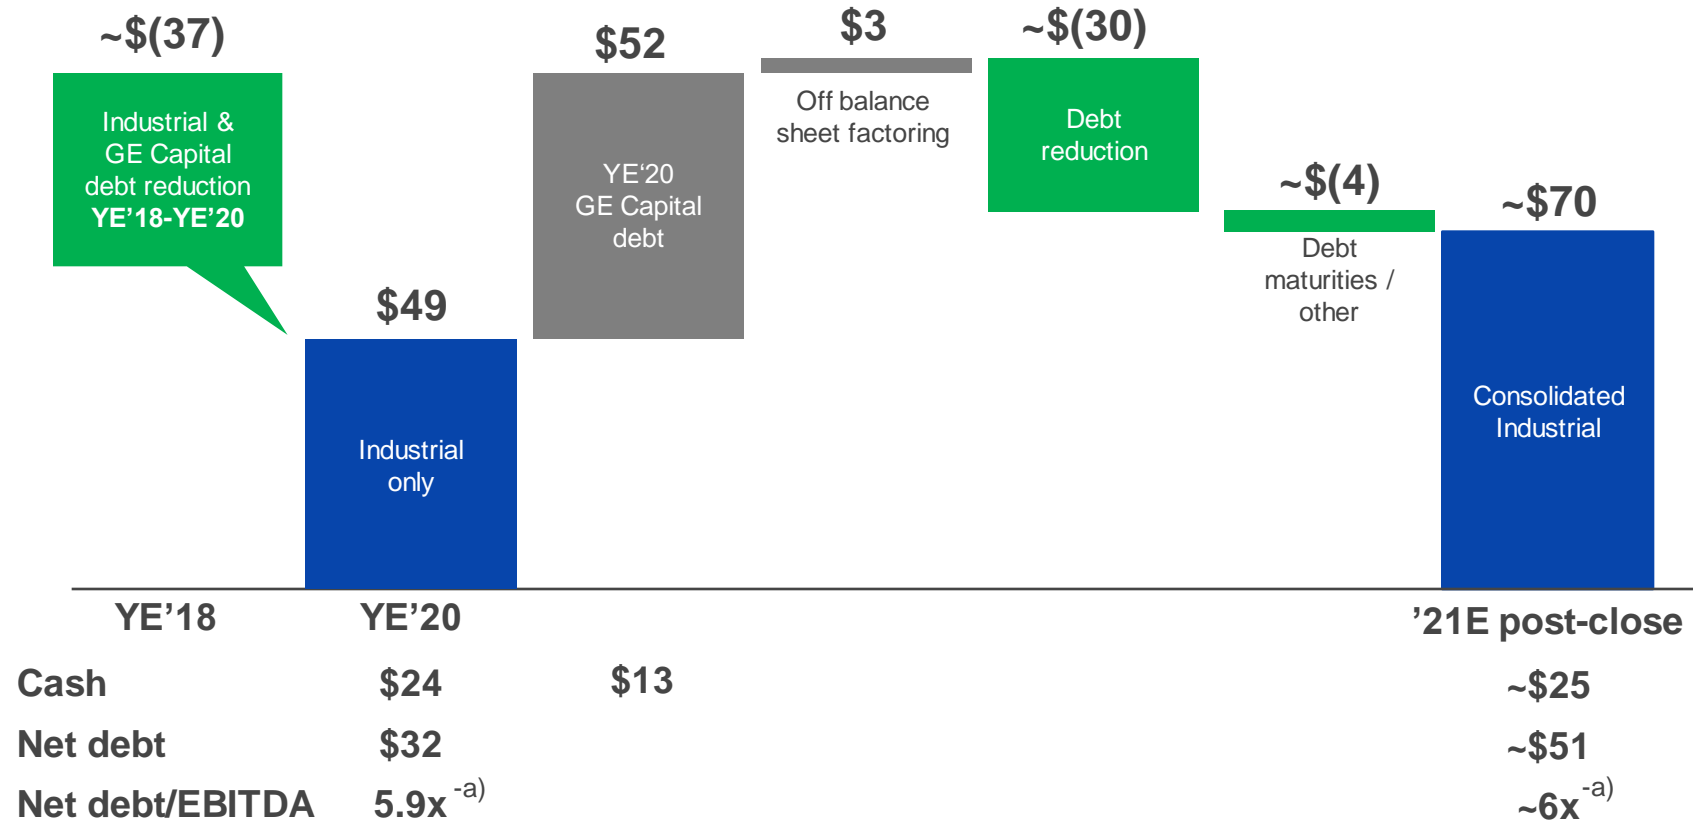 ~$(37)
Industrial &
GE Capital
debt reduction
YE’18-YE’20
$49
Industrial
only
$52
YE‘20
GE Capital
debt
$3
Off balance
sheet factoring
~$(30)
Debt
reduction
~$(4)
Debt
maturities /
other
~$70
Consolidated
Industrial
YE’18 YE’20 ’21E post-close
Cash $24 $13 ~$25
Net debt $32 ~$51
Net debt/EBITDA 5.9x -a) ~6x -a)